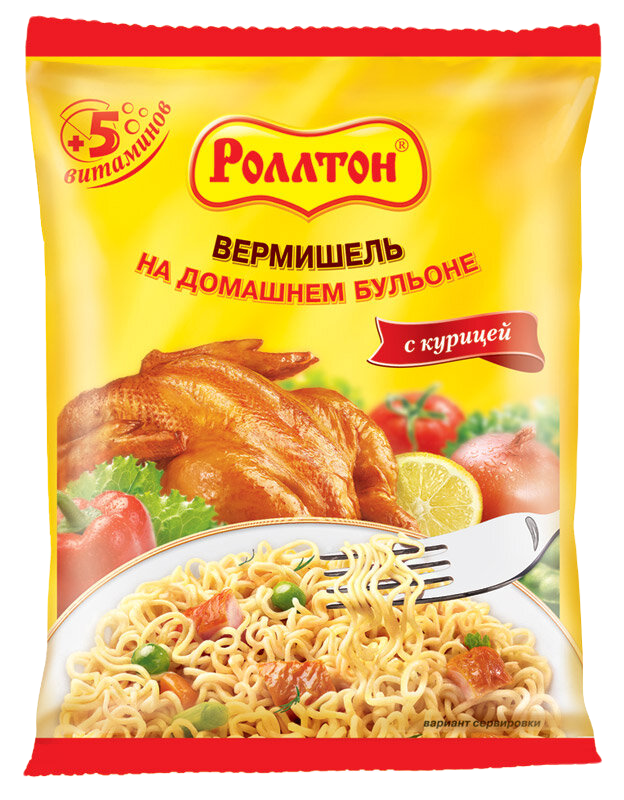 +5
витаминов
Роллтон®
ВЕРМИШЕЛЬ
НА ДОМАШНЕМ БУЛЬОНЕ
с курицей
вариант сервировки